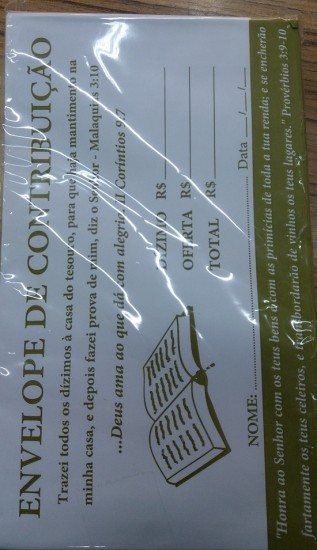 ENVELOPE DE CONTRIBUIÇÃO
Trazei todos os dízimos à casa do tesouro, para que haja mantimento na
minha casa, e depois fazei prova de mim, diz o Senhor - Malaquias 3:10
...Deus ama ao que dá com alegria. II Coríntios 9.7
DÍZIMO R$
OFERTA R$
TOTAL R$
NOME: Data __/__/__
"Honra ao Senhor com os teus bens e com as primícias de toda a tua renda; e se encherão
fartamente os teus celeiros, e transbordarão de vinhos os teus lagares." Provérbios 3:9-10